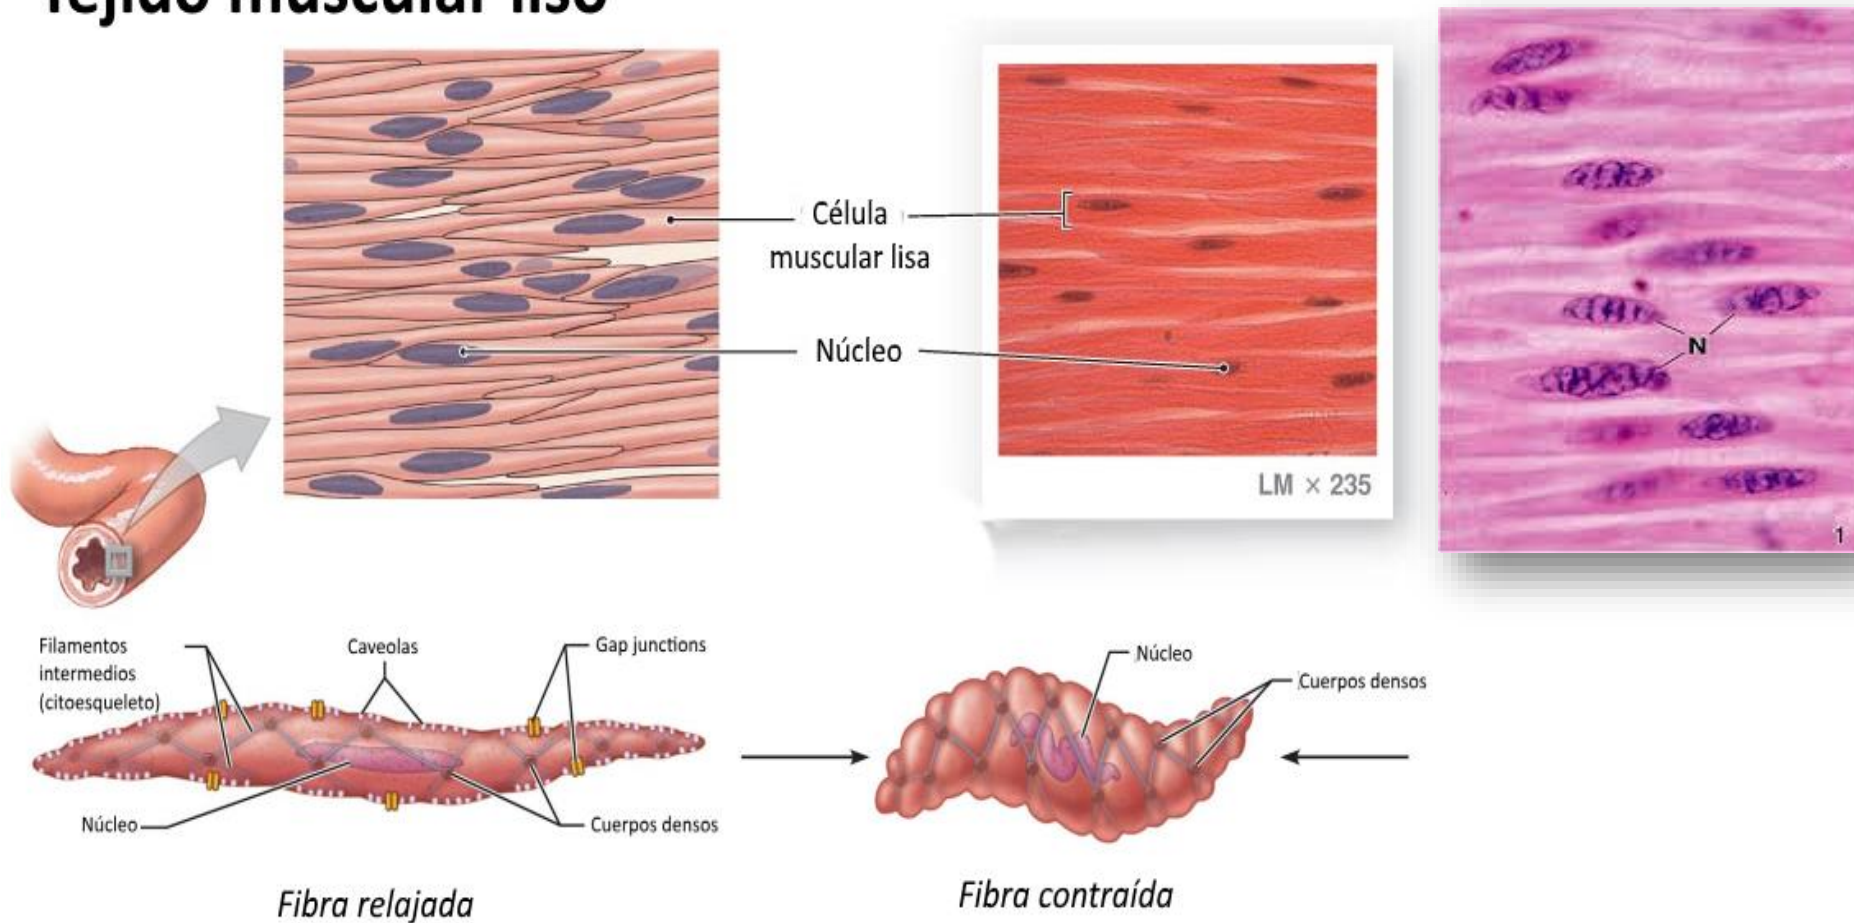 Tejido muscular liso
Célula
muscular lisa
Núcleo
N
LM × 235
1
Filamentos
intermedios
(citoesqueleto)
Caveolas
Gap junctions
Núcleo
Cuerpos densos
Núcleo
Cuerpos densos
Fibra relajada
Fibra contraída